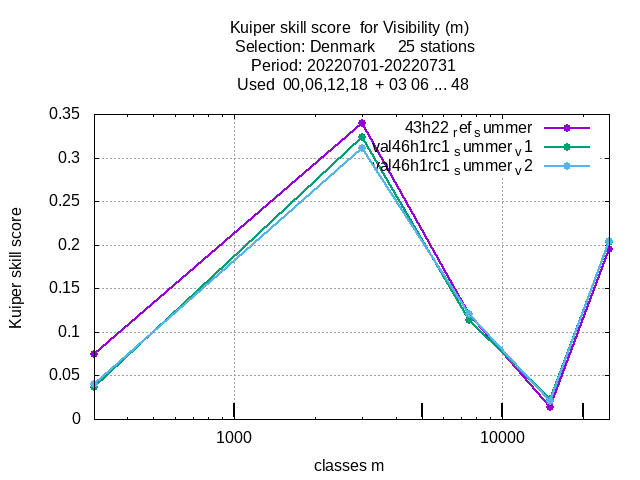 Kuiper skill score  for Visibility (m)
Selection: Denmark     25 stations
Period: 20220701-20220731
Used  00,06,12,18  + 03 06 ... 48
43h22_ref_summer
val46h1rc1_summer_v1
val46h1rc1_summer_v2
0.35
0.3
0.25
0.2
0.15
0.1
0.05
0
Kuiper skill score
1000
10000
classes m